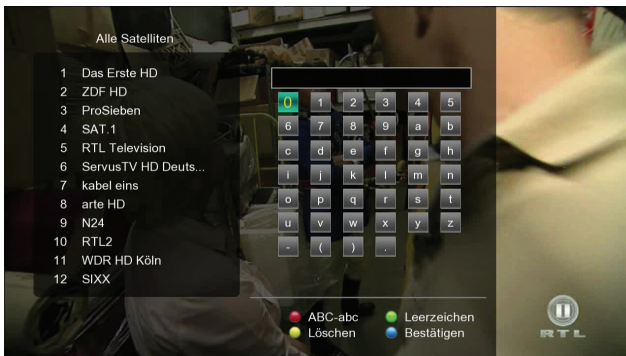 Alle Satelliten
1 Das Erste HD
2 ZDF HD
3 ProSieben
4 SAT.1
5 RTL Television
6 ServusTV HD Deuts...
7 kabel eins
8 arte HD
9 N24
10 RTL2
11 WDR HD Köln
12 SIXX
0 1 2 3 4 5
6 7 8 9 a b
c d e f g h
i j k l m n
o p q r s t
u v w x y z
- ( ) .
ABC-abc Leerzeichen
Löschen Bestätigen
II
RTL